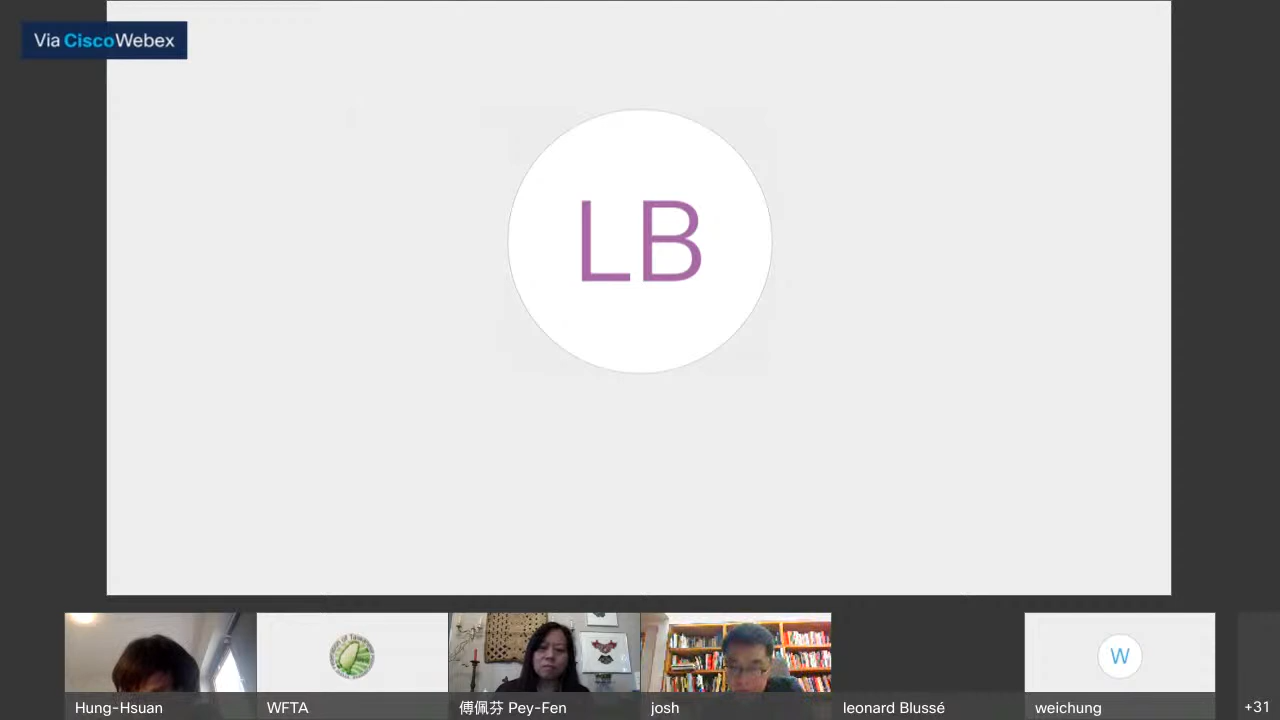 Via CiscoWebex
LB
W
Hung-Hsuan
WFTA
傅佩芬 Pey-Fen
josh
leonard Blussé
weichung
+31